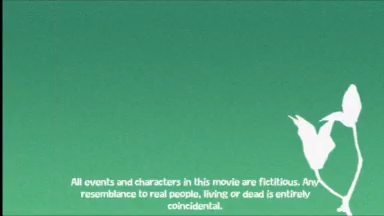 All events and characters in this movie are fictitious. Any
resemblance to real people, living or dead is entirely
coincidental.